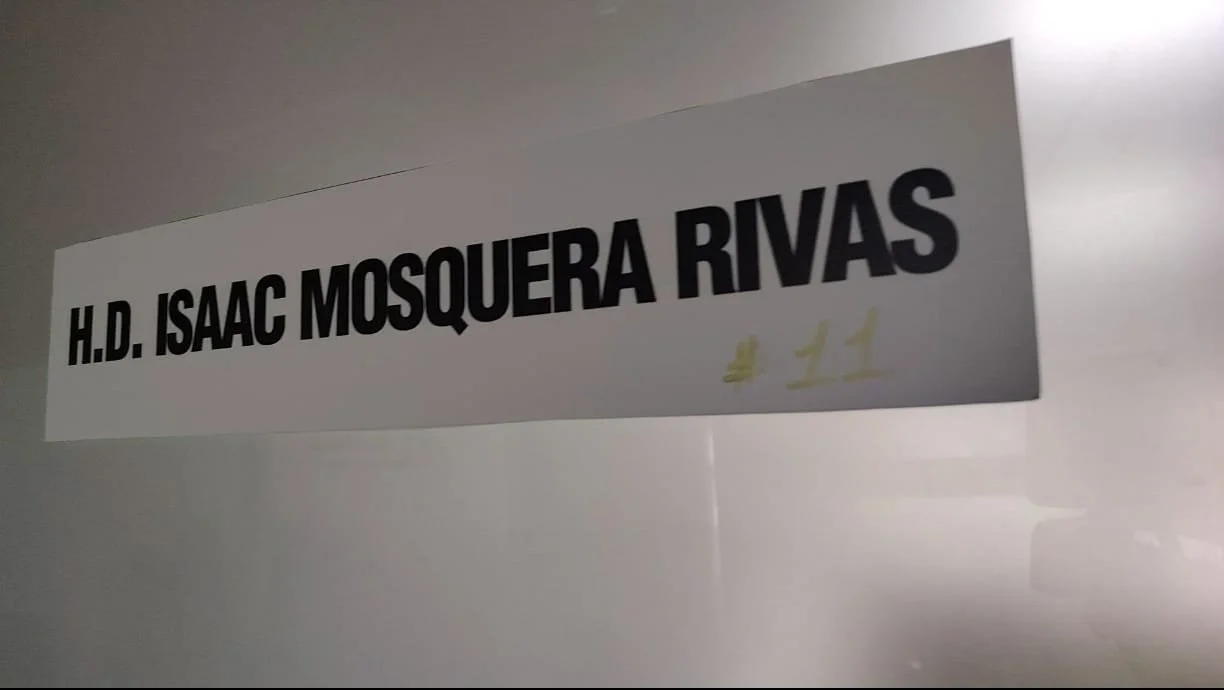 H.D. ISAAC MOSQUERA RIVAS
# 11